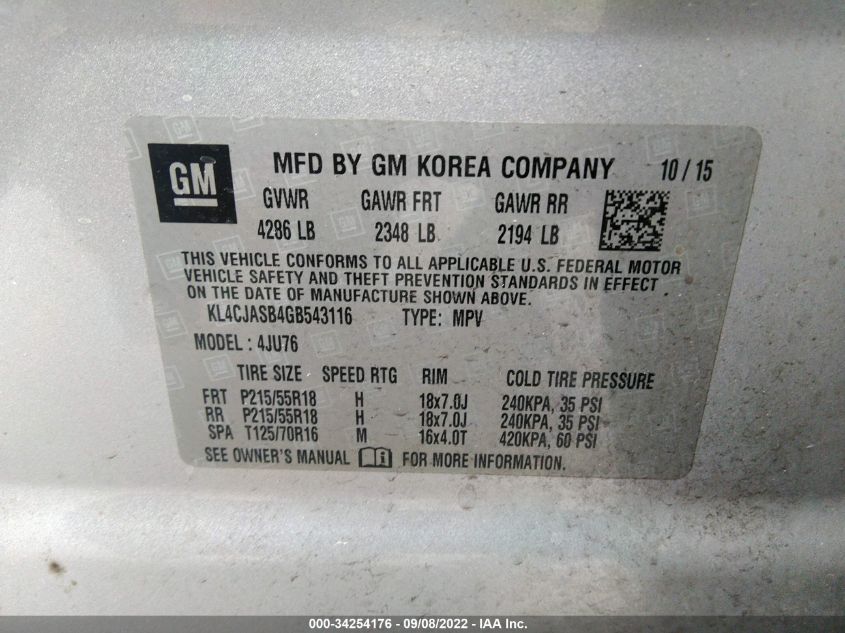 GM MFD BY GM KOREA COMPANY 10 / 15
GVWR GAWR FRT GAWR RR
4286 LB 2348 LB 2194 LB
THIS VEHICLE CONFORMS TO ALL APPLICABLE U.S. FEDERAL MOTOR
VEHICLE SAFETY AND THEFT PREVENTION STANDARDS IN EFFECT
ON THE DATE OF MANUFACTURE SHOWN ABOVE.
KL4CJASB4GB543116 TYPE: MPV
MODEL : 4JU76
TIRE SIZE SPEED RTG RIM COLD TIRE PRESSURE
FRT P215/55R18 H 18x7.0J 240KPA, 35 PSI
RR P215/55R18 H 18x7.0J 240KPA, 35 PSI
SPA T125/70R16 M 16x4.0T 420KPA, 60 PSI
SEE OWNER'S MANUAL FOR MORE INFORMATION.
000-34254176 - 09/08/2022 - IAA Inc.